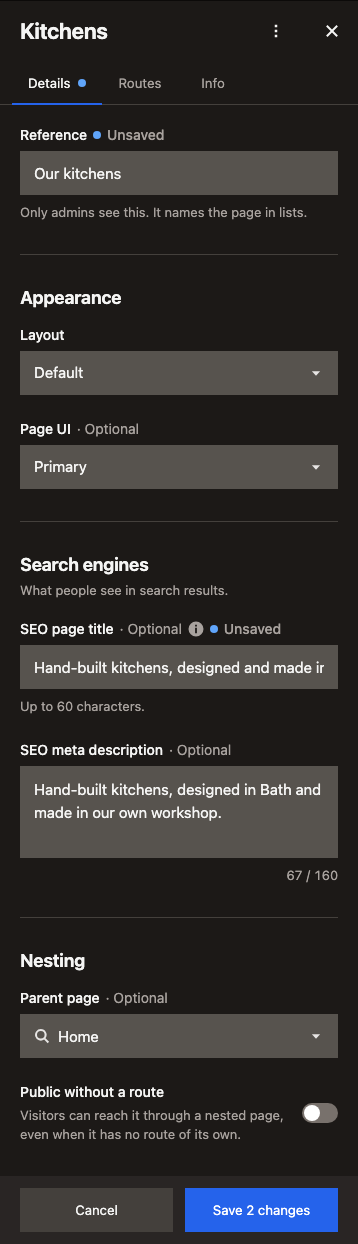 Kitchens
Details
Routes
Info
Reference
Unsaved
Our kitchens
Only admins see this. It names the page in lists.
Appearance
Layout
Default
Page UI · Optional
Primary
Search engines
What people see in search results.
SEO page title · Optional
Unsaved
Hand-built kitchens, designed and made in
Up to 60 characters.
SEO meta description · Optional
Hand-built kitchens, designed in Bath and
made in our own workshop.
67 / 160
Nesting
Parent page · Optional
Home
Public without a route
Visitors can reach it through a nested page,
even when it has no route of its own.
Cancel
Save 2 changes